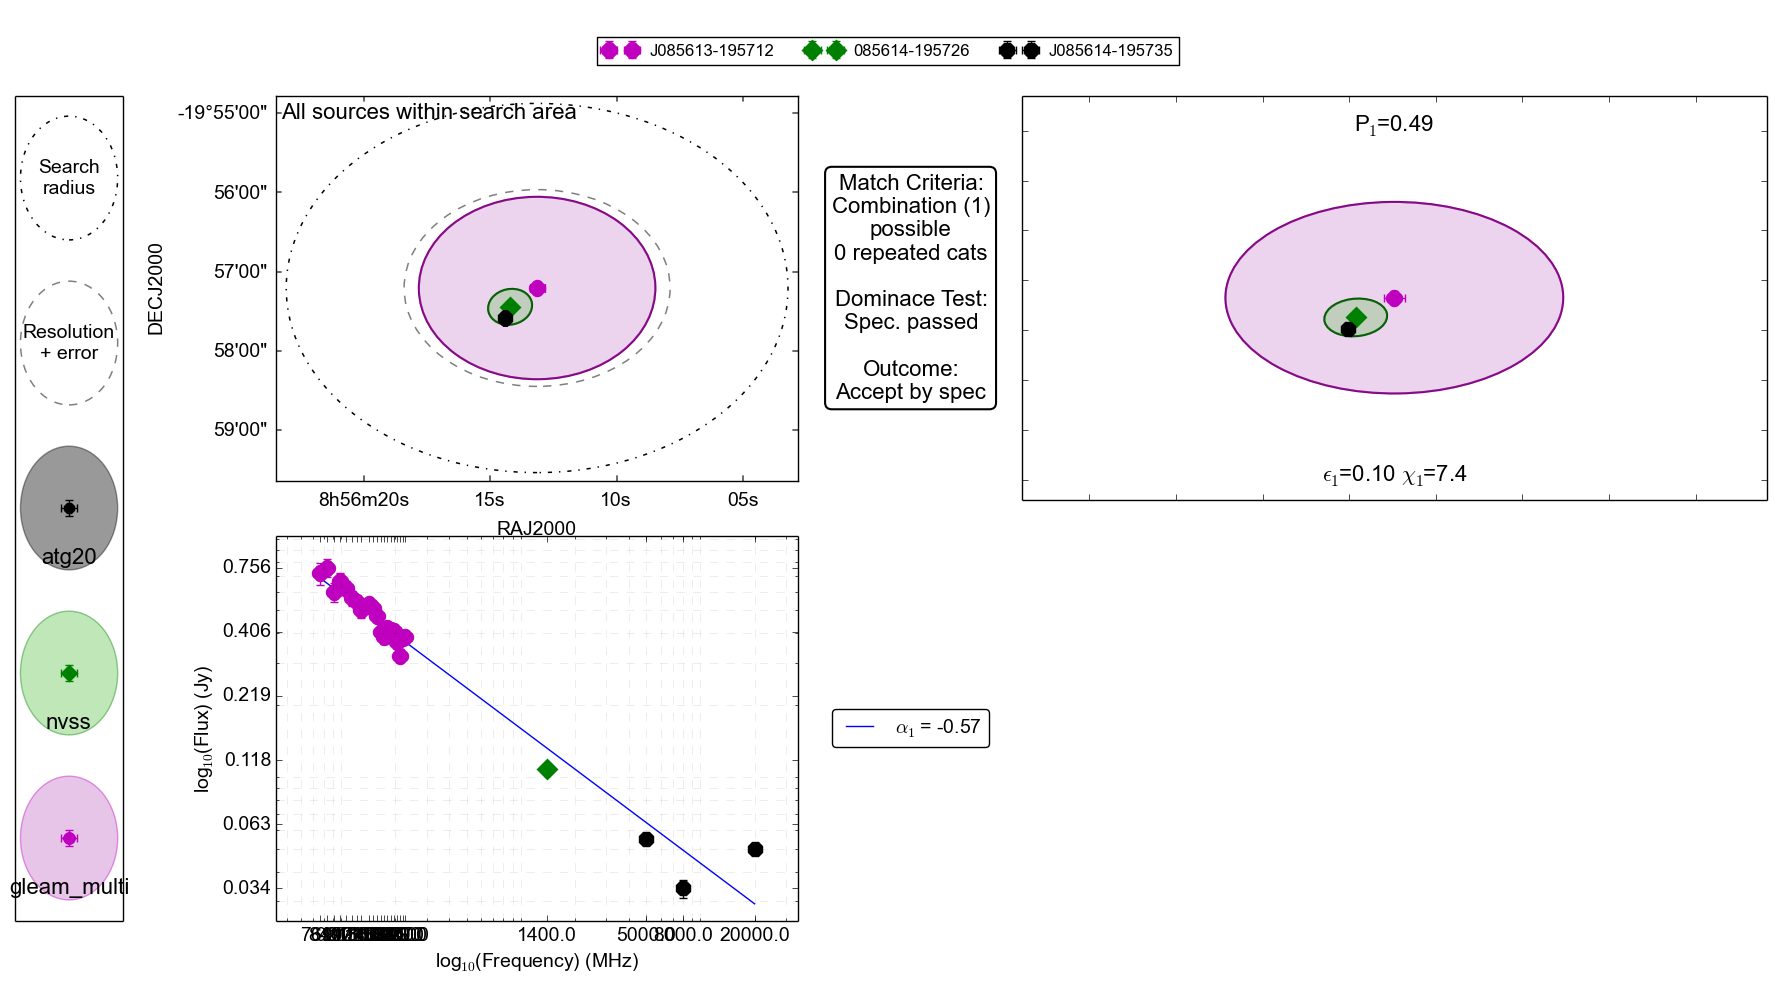 J085613-195712
085614-195726
J085614-195735
Search
radius
Resolution
+ error
atg20
nvss
gleam_multi
All sources within search area
-19°55'00"
56'00"
57'00"
58'00"
59'00"
DECJ2000
8h56m20s
15s
10s
05s
RAJ2000
Match Criteria:
Combination (1)
possible
0 repeated cats
Dominace Test:
Spec. passed
Outcome:
Accept by spec
P1=0.49
ϵ1=0.10 χ1=7.4
0.756
0.406
0.219
0.118
0.063
0.034
log10(Flux) (Jy)
1400.0
5000.0
8000.0
20000.0
log10(Frequency) (MHz)
α1 = -0.57